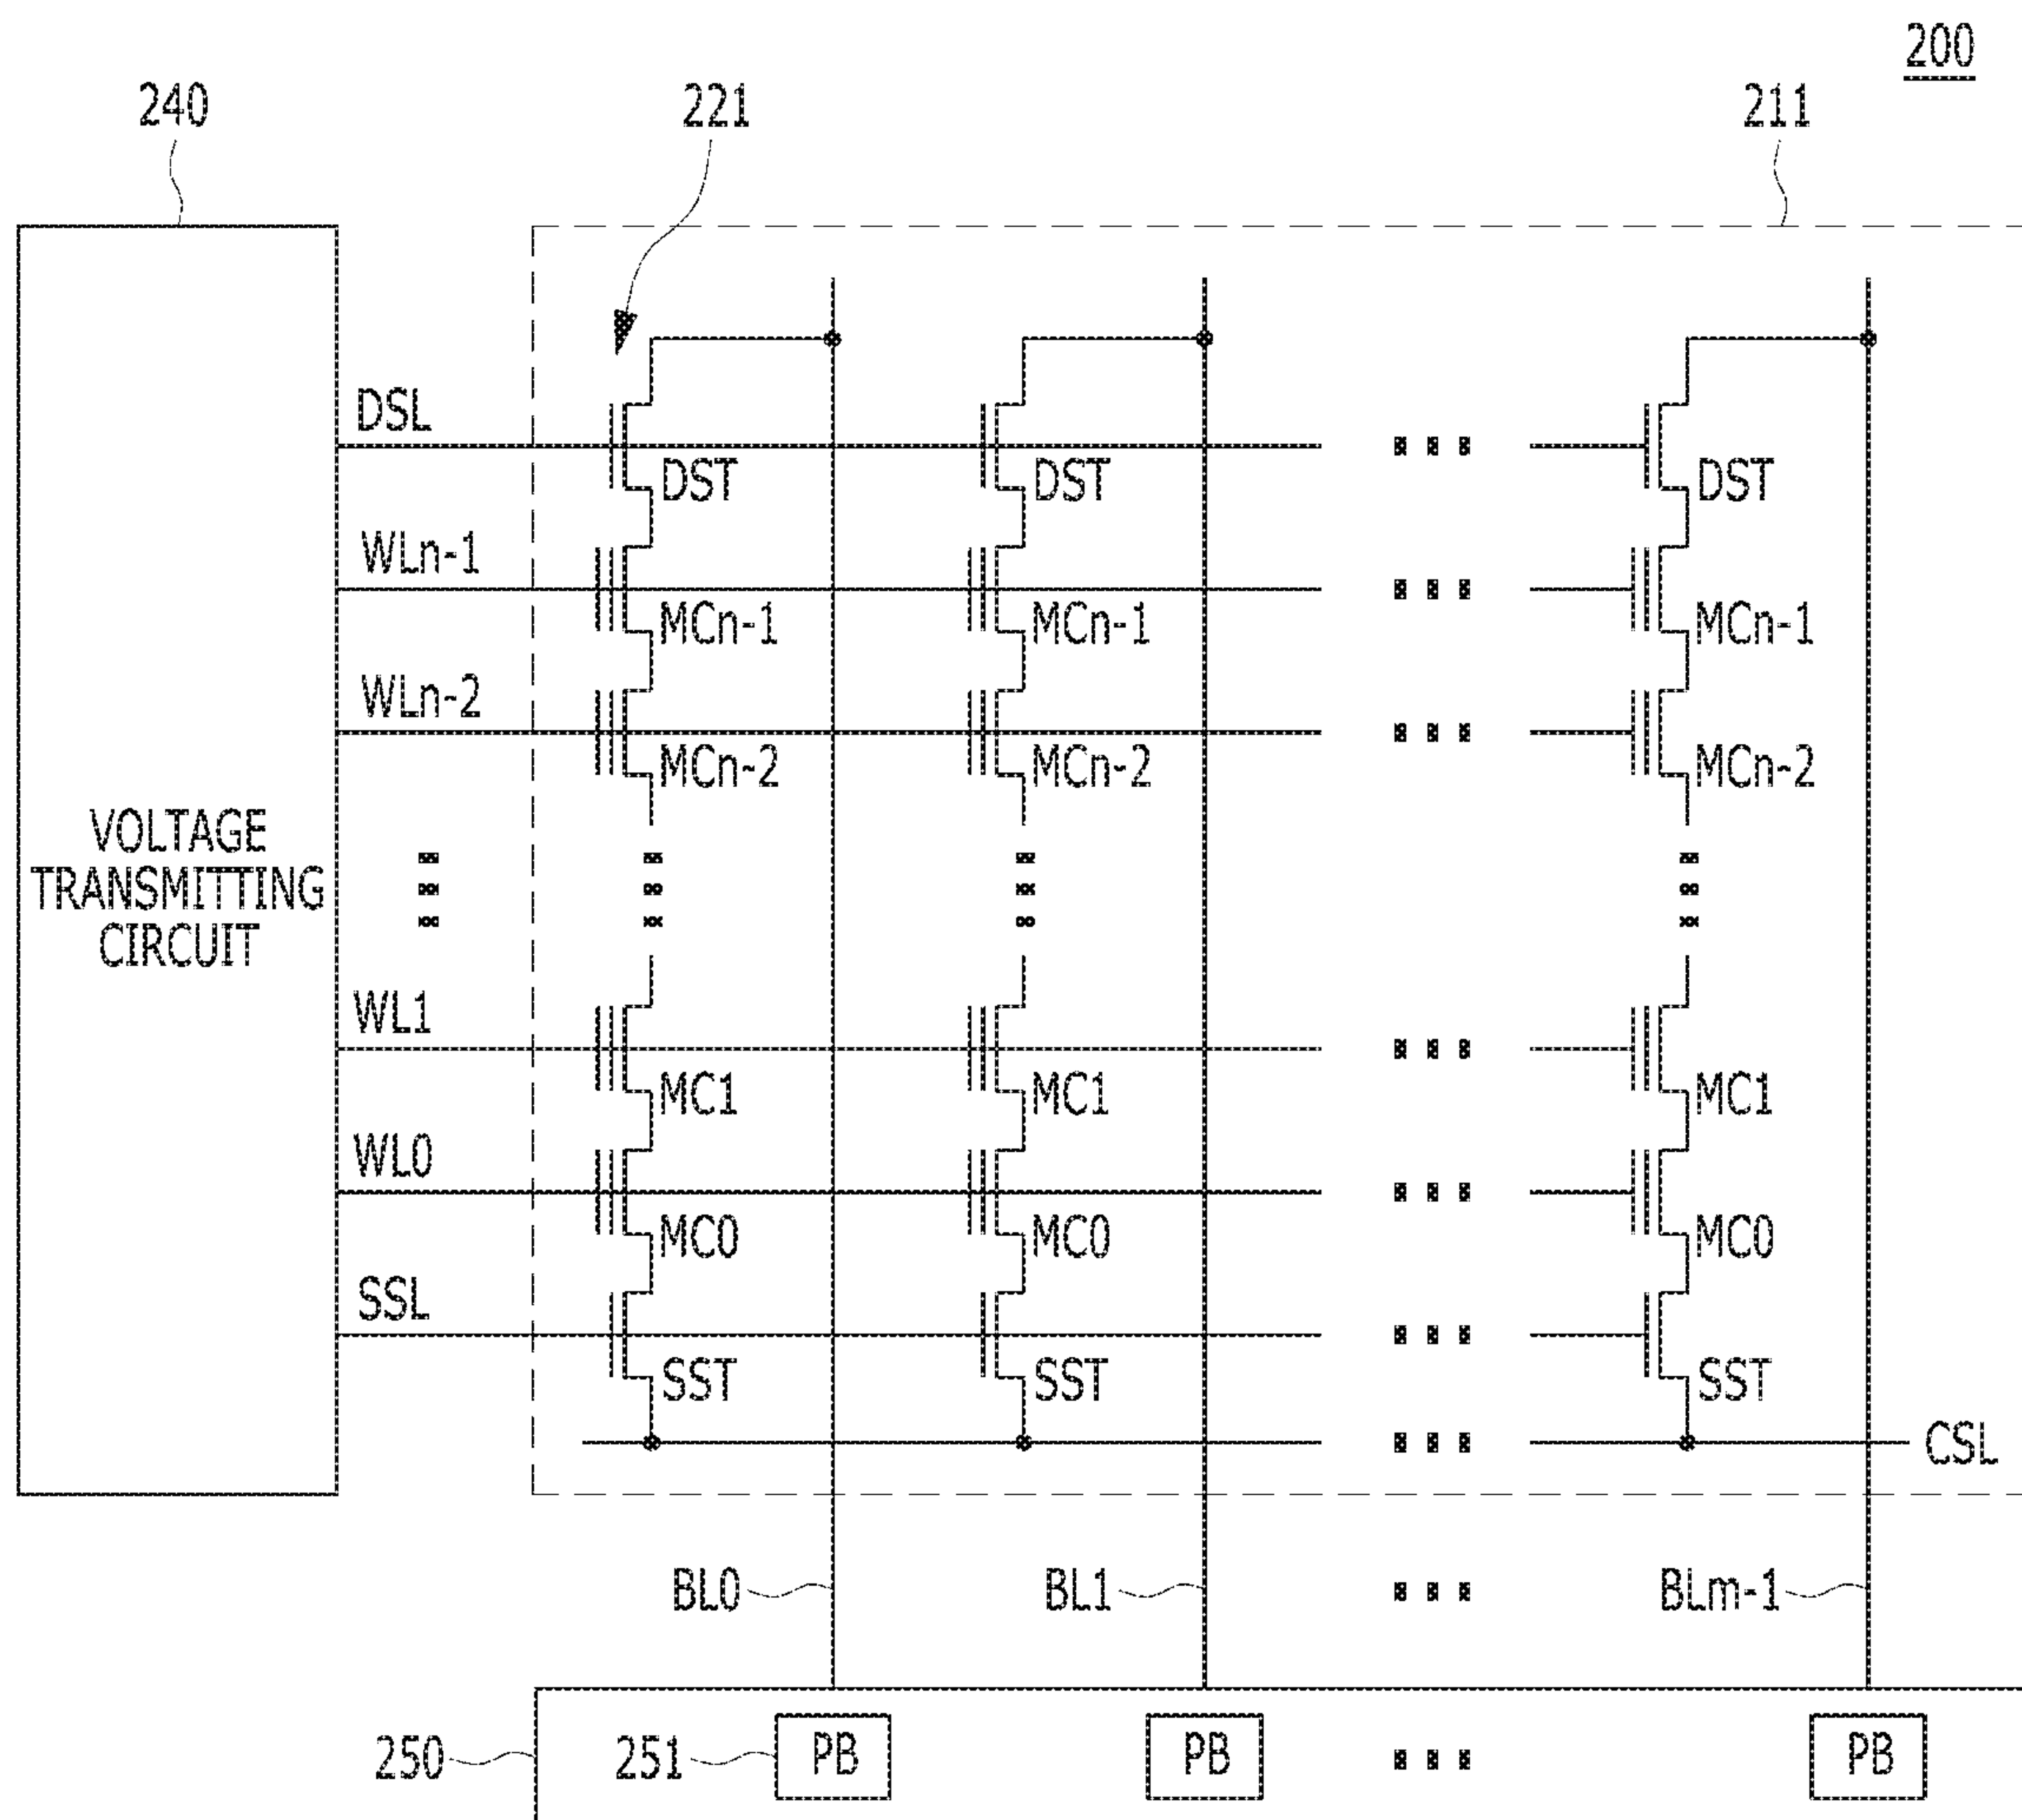 200
240 221 211
DSL
DST DST DST
WLn-1
MCn-1 MCn-1 MCn-1
WLn-2
MCn-2 MCn-2 MCn-2
VOLTAGE
TRANSMITTING
CIRCUIT
WL1
MC1 MC1 MC1
WL0
MC0 MC0 MC0
SSL
SST SST SST
CSL
BL0 BL1 BLm-1
250 251 PB PB PB